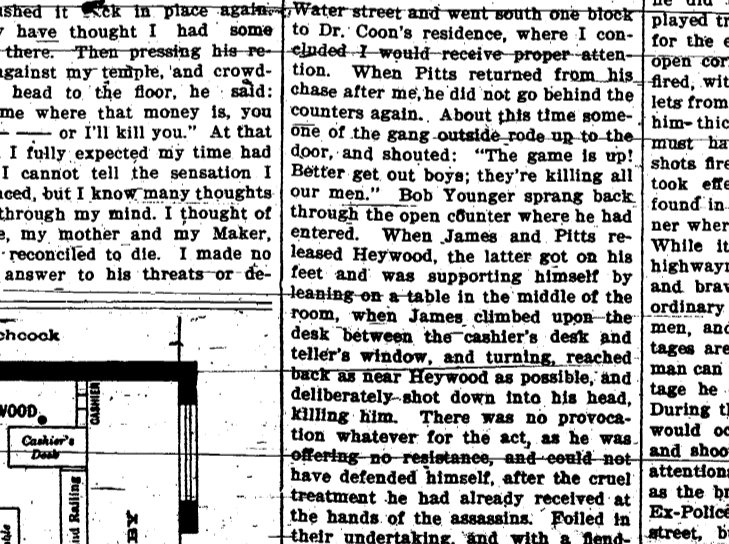 ushed it back in place again.
y have thought I had some
there. Then pressing his re-
against my temple, and crowd-
head to the floor, he said:
me where that money is, you
— or I'll kill you." At that
I fully expected my time had
I cannot tell the sensation I
nced, but I know many thoughts
through my mind. I thought of
e, my mother and my Maker,
reconciled to die. I made no
answer to his threats or de-
hcock
WOOD
CASHIER
Cashier's
Desk
nd Railing
ble
BY
Water street and went south one block
to Dr. Coon's residence, where I con-
cluded I would receive proper atten-
tion. When Pitts returned from his
chase after me, he did not go behind the
counters again. About this time some-
one of the gang outside rode up to the
door, and shouted: "The game is up!
Better get out boys; they're killing all
our men." Bob Younger sprang back
through the open counter where he had
entered. When James and Pitts re-
leased Heywood, the latter got on his
feet and was supporting himself by
leaning on a table in the middle of the
room, when James climbed upon the
desk between the cashier's desk and
teller's window, and turning, reached
back as near Heywood as possible, and
deliberately shot down into his head,
killing him. There was no provoca-
tion whatever for the act, as he was
offering no resistance, and could not
have defended himself, after the cruel
treatment he had already received at
the hands of the assassins. Foiled in
their undertaking, and with a fiend-
he did
played tr
for the e
open cor
fired, wit
lets from
him thic
must ha
shots fire
took effe
found in
ner wher
While it
highwaym
and brav
ordinary
men, and
tages are
man can
tage he
During th
would oc
and shoo
attentions
as the br
Ex-Police
street, b